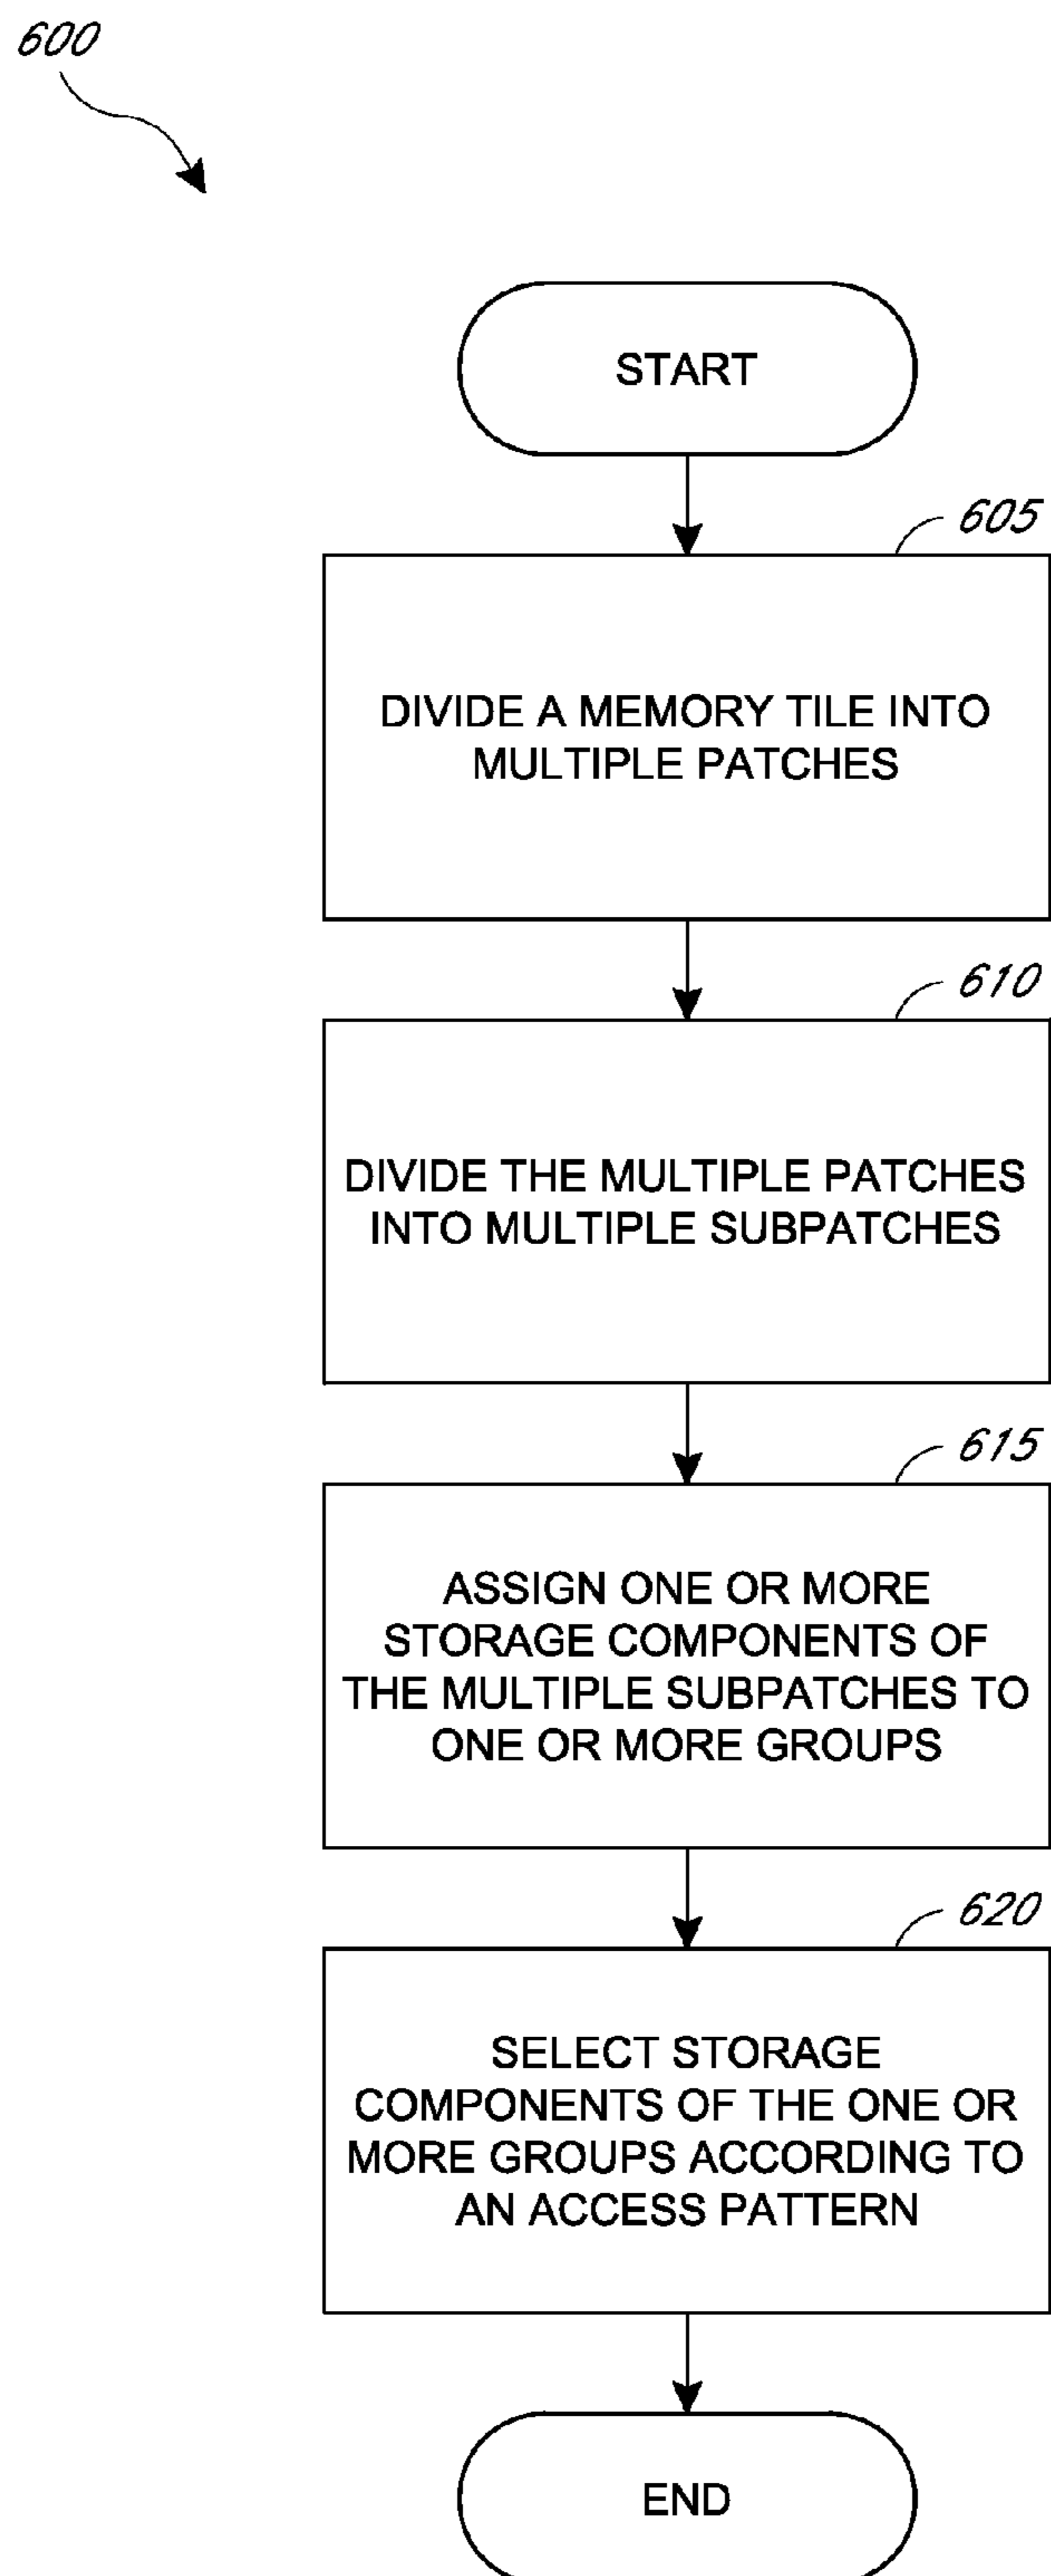 600
START
605
DIVIDE A MEMORY TILE INTO
MULTIPLE PATCHES
610
DIVIDE THE MULTIPLE PATCHES
INTO MULTIPLE SUBPATCHES
615
ASSIGN ONE OR MORE
STORAGE COMPONENTS OF
THE MULTIPLE SUBPATCHES TO
ONE OR MORE GROUPS
620
SELECT STORAGE
COMPONENTS OF THE ONE OR
MORE GROUPS ACCORDING TO
AN ACCESS PATTERN
END